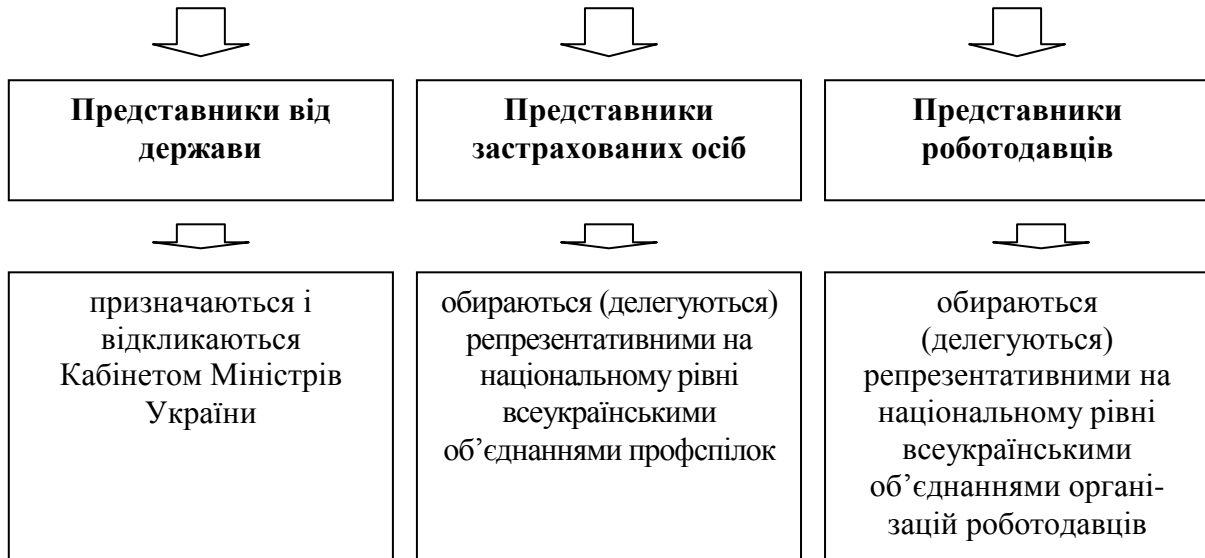 Представники від
держави
Представники
застрахованих осіб
Представники
роботодавців
призначаються і
відкликаються
Кабінетом Міністрів
України
обираються (делегуються)
репрезентативними на
національному рівні
всеукраїнськими
об’єднаннями профспілок
обираються
(делегуються)
репрезентативними на
національному рівні
всеукраїнськими
об’єднаннями органі-
зацій роботодавців